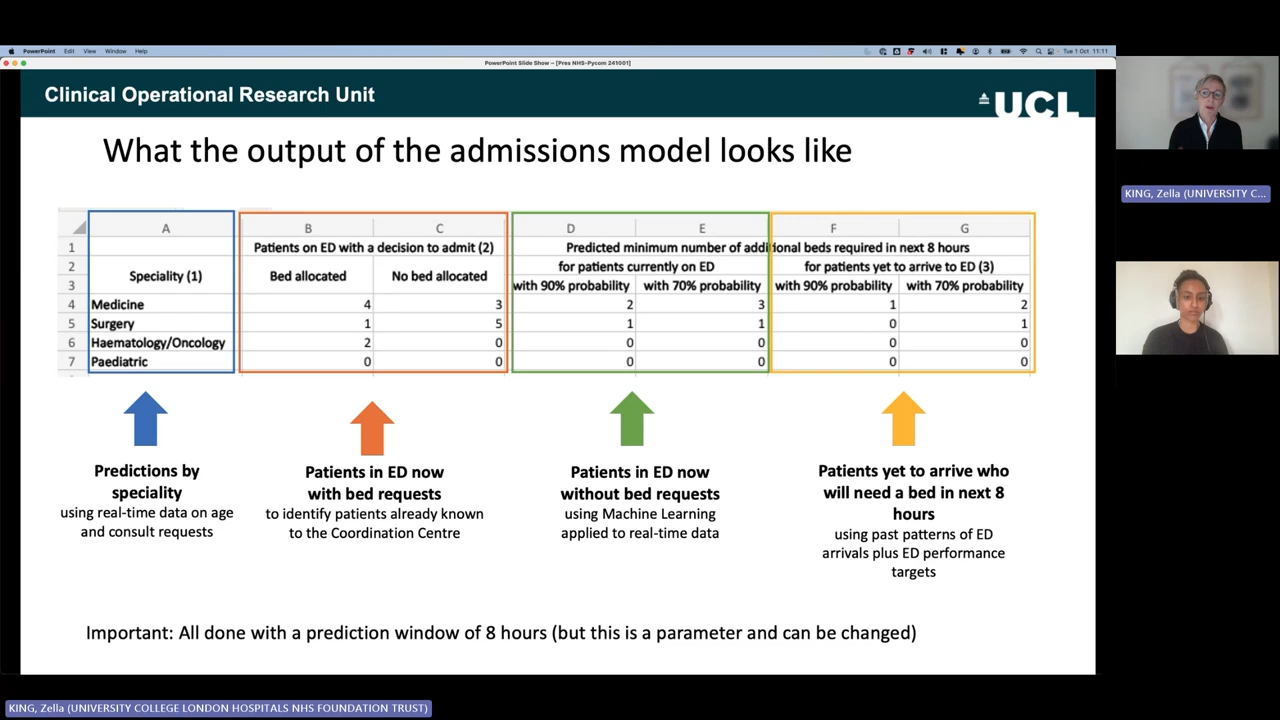 PowerPoint Edit View Window Help
Tue 1 Oct 11:11
PowerPoint Slide Show – [Pres NHS-Pycom 241001]
Clinical Operational Research Unit
UCL
What the output of the admissions model looks like
A B C D E F G
1 Patients on ED with a decision to admit (2) Predicted minimum number of additional beds required in next 8 hours
2 Speciality (1) Bed allocated No bed allocated for patients currently on ED for patients yet to arrive to ED (3)
3 with 90% probability with 70% probability with 90% probability with 70% probability
4 Medicine 4 3 2 3 1 2
5 Surgery 1 5 1 1 0 1
6 Haematology/Oncology 2 0 0 0 0 0
7 Paediatric 0 0 0 0 0 0
Predictions by
speciality
using real-time data on age
and consult requests
Patients in ED now
with bed requests
to identify patients already known
to the Coordination Centre
Patients in ED now
without bed requests
using Machine Learning
applied to real-time data
Patients yet to arrive who
will need a bed in next 8
hours
using past patterns of ED
arrivals plus ED performance
targets
Important: All done with a prediction window of 8 hours (but this is a parameter and can be changed)
KING, Zella (UNIVERSITY C...
KING, Zella (UNIVERSITY COLLEGE LONDON HOSPITALS NHS FOUNDATION TRUST)